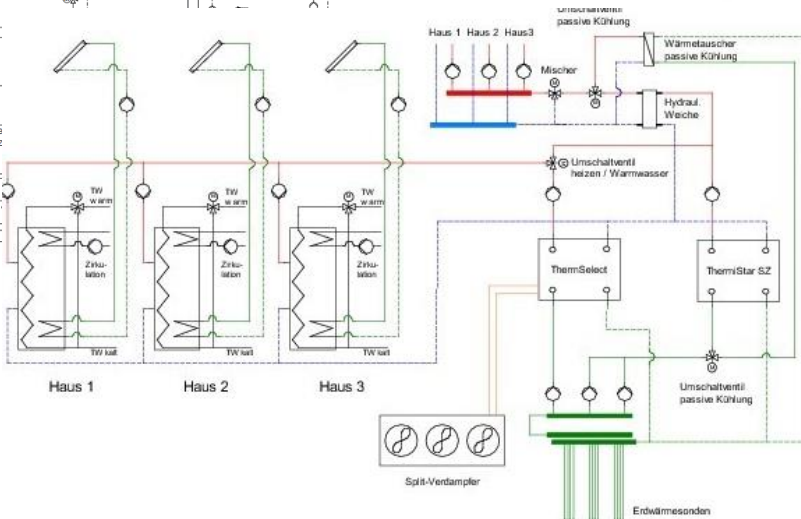 Umschaltventil
passive Kühlung
Haus 1 Haus 2 Haus3
Mischer
M
M
Wärmetauscher
passive Kühlung
Hydraul.
Weiche
Umschaltventil
heizen / Warmwasser
TW
warm
M
Zirku-
lation
TW kalt
TW
warm
M
Zirku-
lation
TW kalt
TW
warm
M
Zirku-
lation
TW kalt
Haus 1
Haus 2
Haus 3
ThermSelect
ThermiStar SZ
M
Umschaltventil
passive Kühlung
Split-Verdampfer
Erdwärmesonden